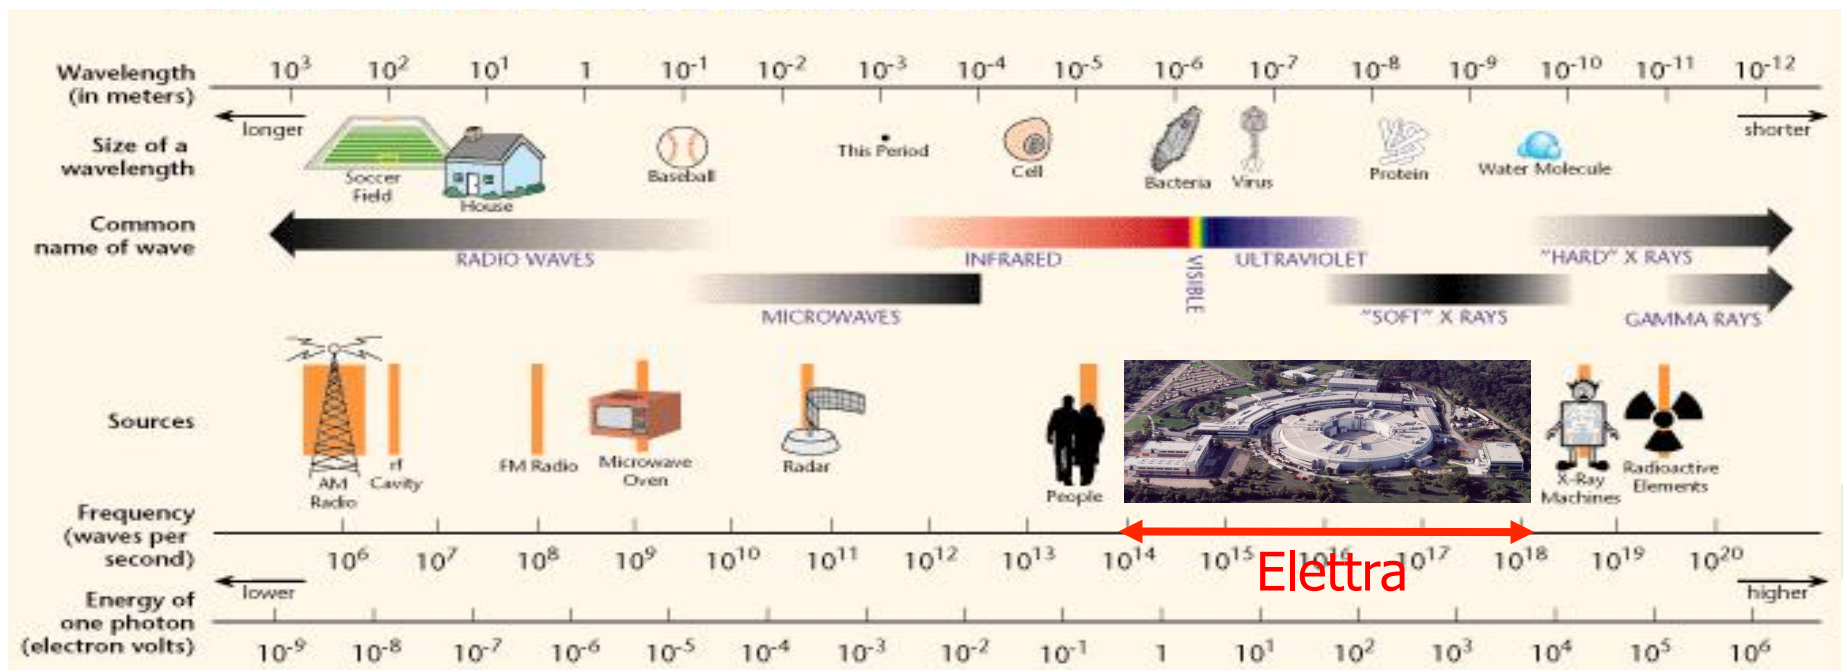 Wavelength
(in meters)
10³ 10² 10¹ 1 10⁻¹ 10⁻² 10⁻³ 10⁻⁴ 10⁻⁵ 10⁻⁶ 10⁻⁷ 10⁻⁸ 10⁻⁹ 10⁻¹⁰ 10⁻¹¹ 10⁻¹²
longer
shorter
Size of a
wavelength
Soccer
Field
House
Baseball
This Period
Cell
Bacteria
Virus
Protein
Water Molecule
Common
name of wave
RADIO WAVES
INFRARED
VISIBLE
ULTRAVIOLET
"HARD" X RAYS
MICROWAVES
"SOFT" X RAYS
GAMMA RAYS
Sources
AM
Radio
rf
Cavity
FM Radio
Microwave
Oven
Radar
People
X-Ray
Machines
Radioactive
Elements
Frequency
(waves per
second)
10⁶ 10⁷ 10⁸ 10⁹ 10¹⁰ 10¹¹ 10¹² 10¹³ 10¹⁴ 10¹⁵ 10¹⁶ 10¹⁷ 10¹⁸ 10¹⁹ 10²⁰
Elettra
lower
higher
Energy of
one photon
(electron volts)
10⁻⁹ 10⁻⁸ 10⁻⁷ 10⁻⁶ 10⁻⁵ 10⁻⁴ 10⁻³ 10⁻² 10⁻¹ 1 10¹ 10² 10³ 10⁴ 10⁵ 10⁶